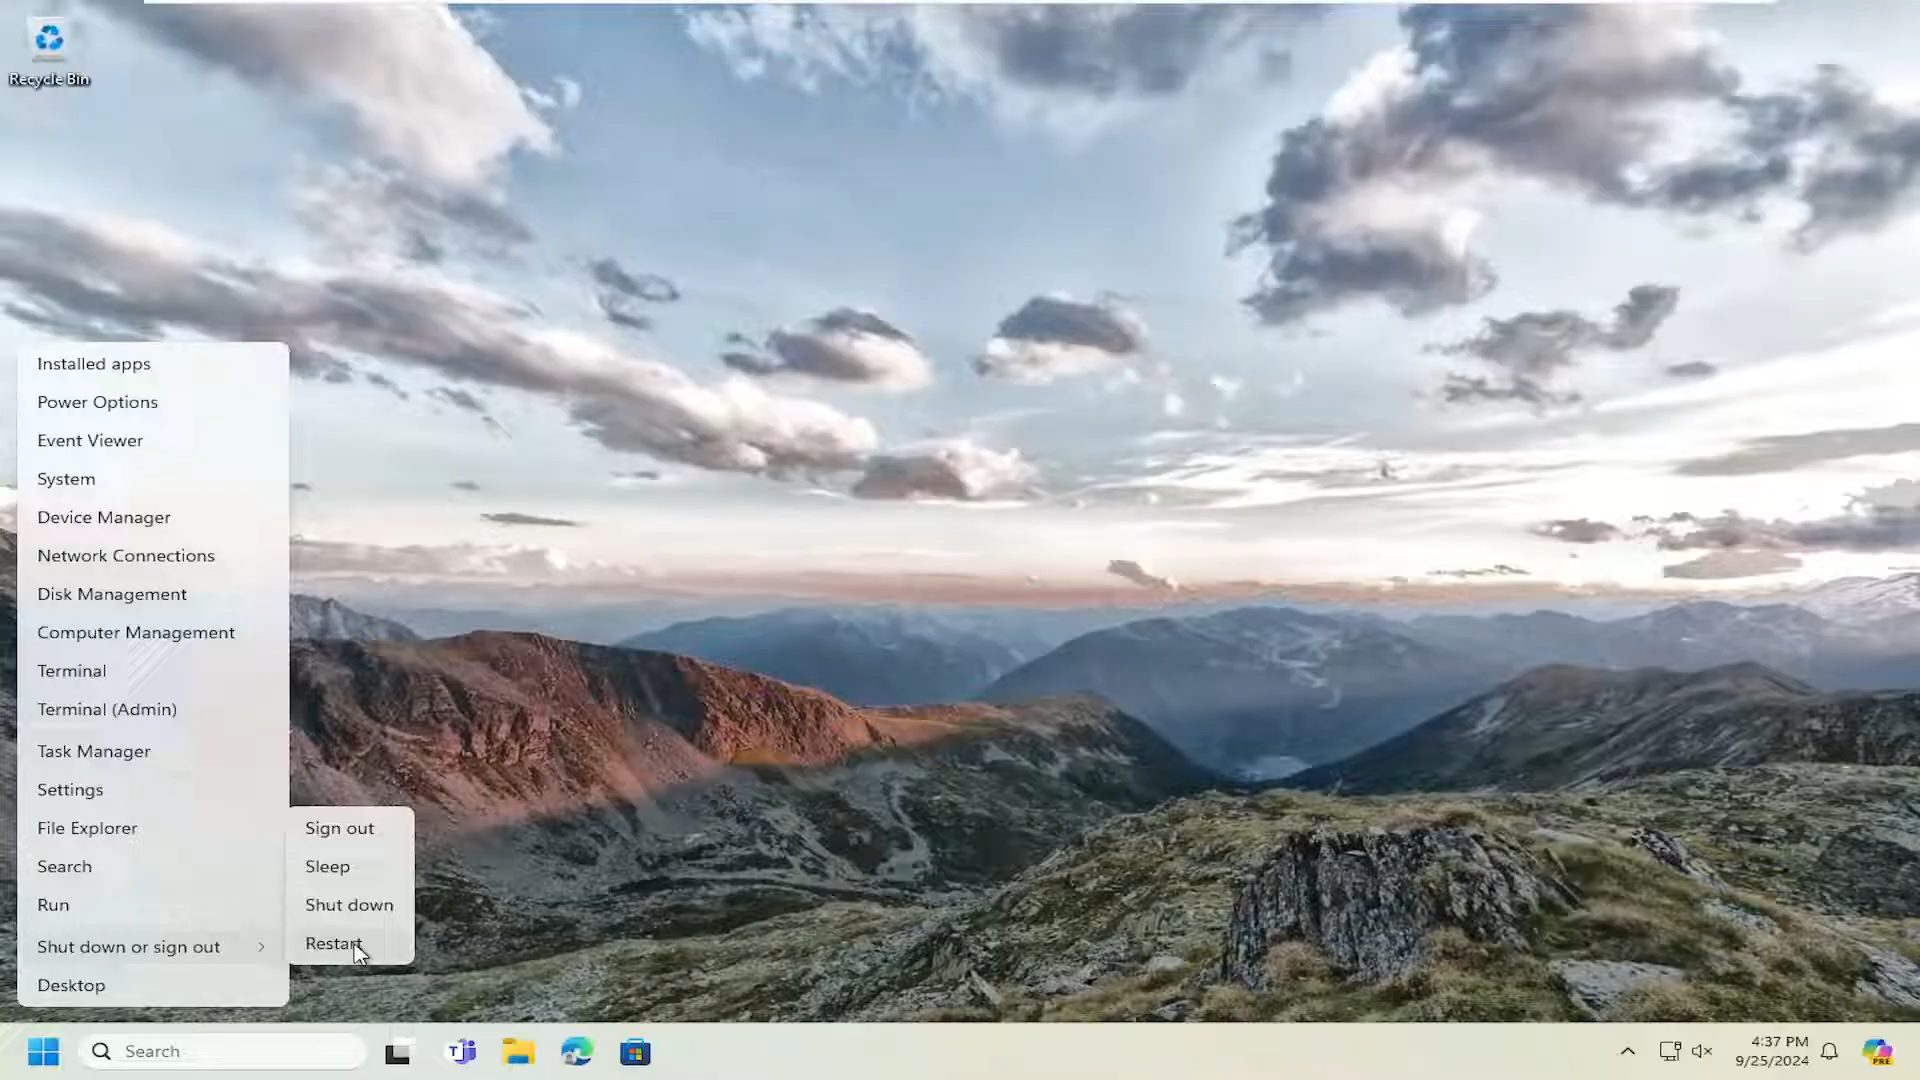 Recycle Bin
Installed apps
Power Options
Event Viewer
System
Device Manager
Network Connections
Disk Management
Computer Management
Terminal
Terminal (Admin)
Task Manager
Settings
File Explorer
Search
Run
Shut down or sign out
Desktop
Sign out
Sleep
Shut down
Restart
Search
T
4:37 PM
9/25/2024
PRE